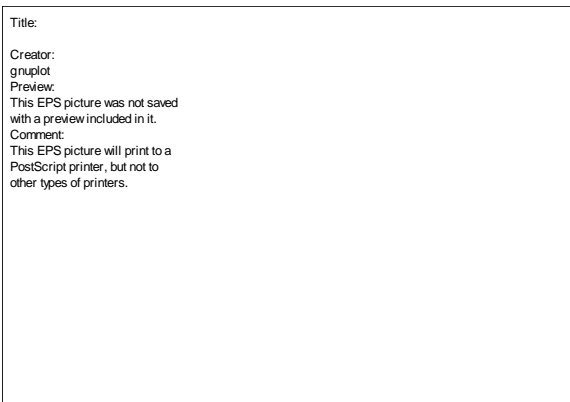 Title:
Creator:
gnuplot
Preview:
This EPS picture was not saved
with a preview included in it.
Comment:
This EPS picture will print to a
PostScript printer, but not to
other types of printers.